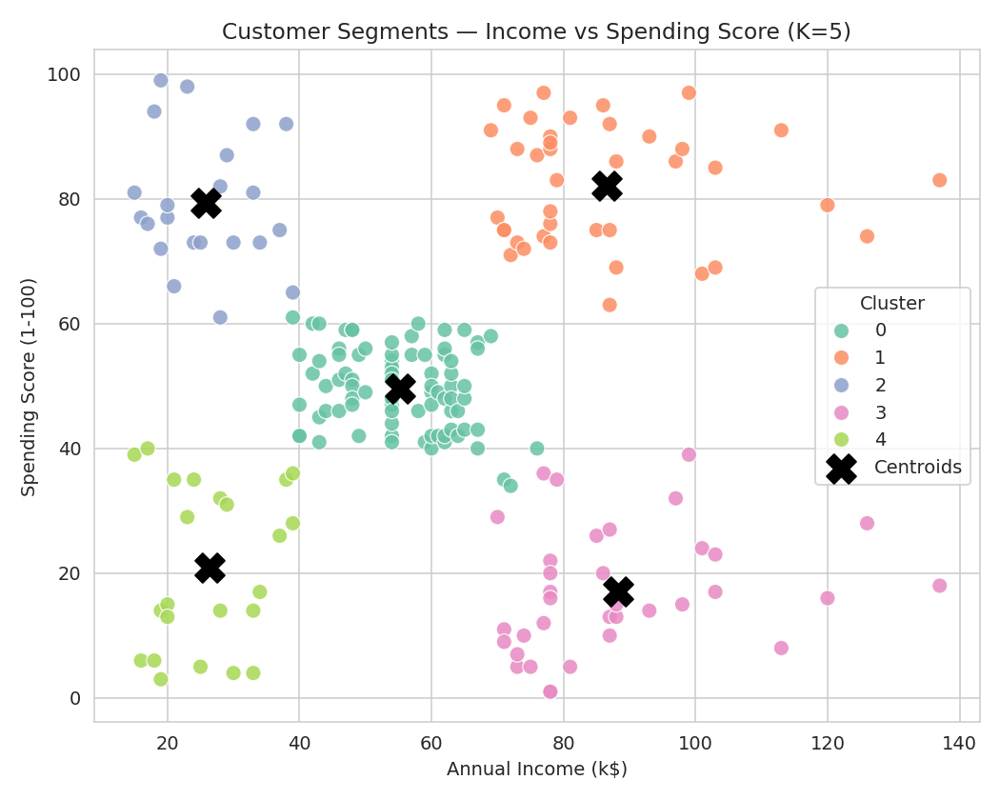 Customer Segments — Income vs Spending Score (K=5)
Spending Score (1-100)
100
80
60
40
20
0
Cluster
0
1
2
3
4
Centroids
20 40 60 80 100 120 140
Annual Income (k$)